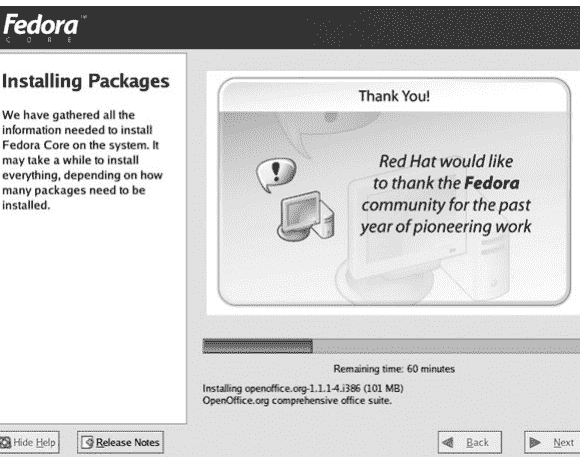 Fedora™
CORE
Installing Packages
We have gathered all the
information needed to install
Fedora Core on the system. It
may take a while to install
everything, depending on how
many packages need to be
installed.
Thank You!
!
Red Hat would like
to thank the Fedora
community for the past
year of pioneering work
Remaining time: 60 minutes
Installing openoffice.org-1.1.1-4.i386 (101 MB)
OpenOffice.org comprehensive office suite.
Hide Help
Release Notes
Back
Next